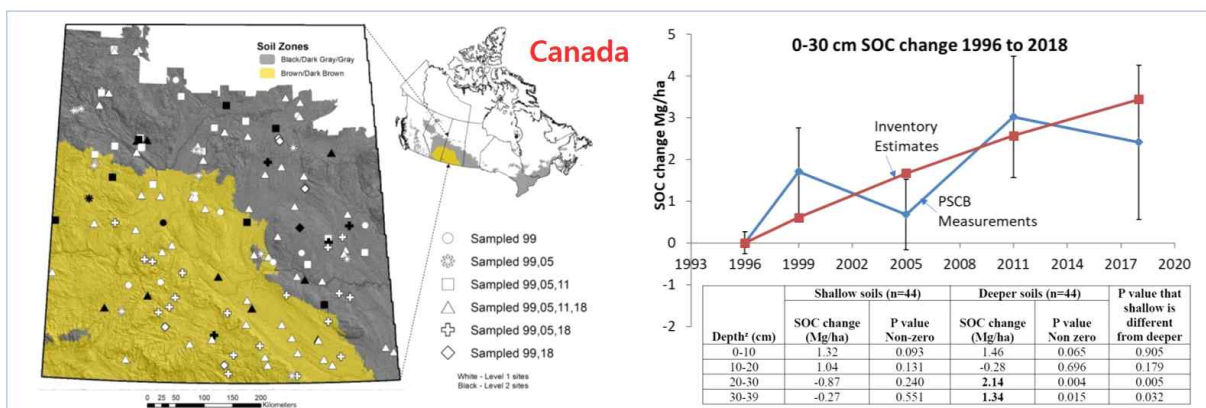 Soil Zones
Black/Dark Gray/Gray
Brown/Dark Brown
Canada
Sampled 99
Sampled 99,05
Sampled 99,05,11
Sampled 99,05,11,18
Sampled 99,05,18
Sampled 99,18
White - Level 1 sites
Black - Level 2 sites
0 25 50 100 150 200
Kilometers
0-30 cm SOC change 1996 to 2018
SOC change Mg/ha
5
4
3
2
1
0
-1
-2
1993 1996 1999 2002 2005 2008 2011 2014 2017 2020
Inventory
Estimates
PSCB
Measurements
Shallow soils (n=44) Deeper soils (n=44) P value that shallow is different from deeper
Depthᶻ (cm) SOC change (Mg/ha) P value Non-zero SOC change (Mg/ha) P value Non zero
0-10 1.32 0.093 1.46 0.065 0.905
10-20 1.04 0.131 -0.28 0.696 0.179
20-30 -0.87 0.240 2.14 0.004 0.005
30-39 -0.27 0.551 1.34 0.015 0.032